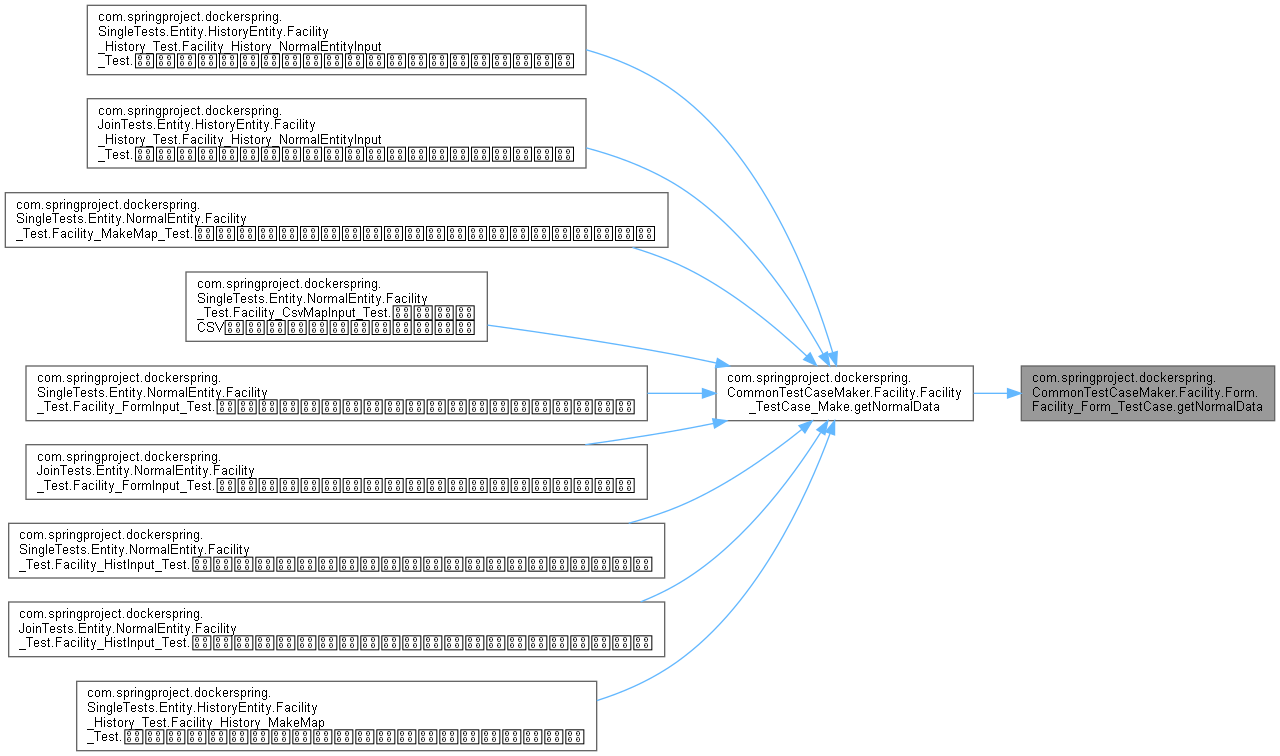 com.springproject.dockerspring.
SingleTests.Entity.HistoryEntity.Facility
_History_Test.Facility_History_NormalEntityInput
_Test.
com.springproject.dockerspring.
JoinTests.Entity.HistoryEntity.Facility
_History_Test.Facility_History_NormalEntityInput
_Test.
com.springproject.dockerspring.
SingleTests.Entity.NormalEntity.Facility
_Test.Facility_MakeMap_Test.
com.springproject.dockerspring.
SingleTests.Entity.NormalEntity.Facility
_Test.Facility_CsvMapInput_Test.
CSV
com.springproject.dockerspring.
SingleTests.Entity.NormalEntity.Facility
_Test.Facility_FormInput_Test.
com.springproject.dockerspring.
CommonTestCaseMaker.Facility.Facility
_TestCase_Make.getNormalData
com.springproject.dockerspring.
CommonTestCaseMaker.Facility.Form.
Facility_Form_TestCase.getNormalData
com.springproject.dockerspring.
JoinTests.Entity.NormalEntity.Facility
_Test.Facility_FormInput_Test.
com.springproject.dockerspring.
SingleTests.Entity.NormalEntity.Facility
_Test.Facility_HistInput_Test.
com.springproject.dockerspring.
JoinTests.Entity.NormalEntity.Facility
_Test.Facility_HistInput_Test.
com.springproject.dockerspring.
SingleTests.Entity.HistoryEntity.Facility
_History_Test.Facility_History_MakeMap
_Test.